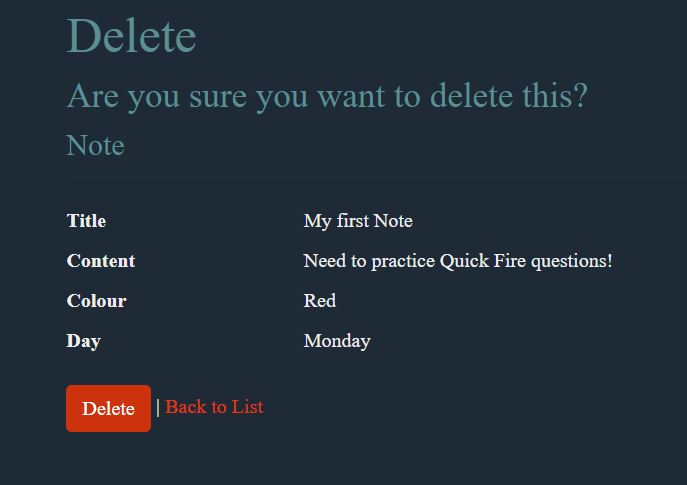 Delete
Are you sure you want to delete this?
Note
Title My first Note
Content Need to practice Quick Fire questions!
Colour Red
Day Monday
Delete | Back to List